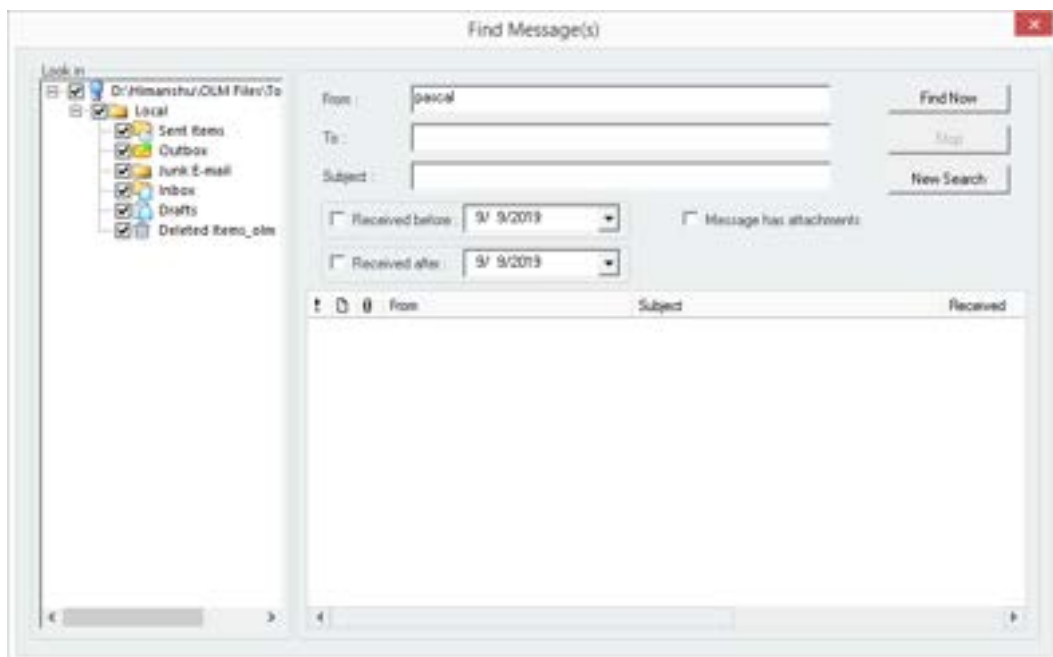 Find Message(s)
Look in
D:\Himanshu\OLM Files\To
Local
Sent Items
Outbox
Junk E-mail
Inbox
Drafts
Deleted Items_olm
From : pascal
To :
Subject :
Find Now
Stop
New Search
Received before 9/ 9/2019
Message has attachments
Received after 9/ 9/2019
From Subject Received